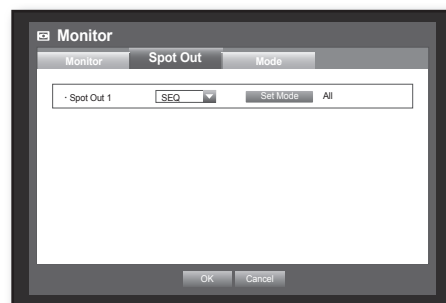 Monitor
Monitor Spot Out Mode
· Spot Out 1 SEQ Set Mode All
OK Cancel